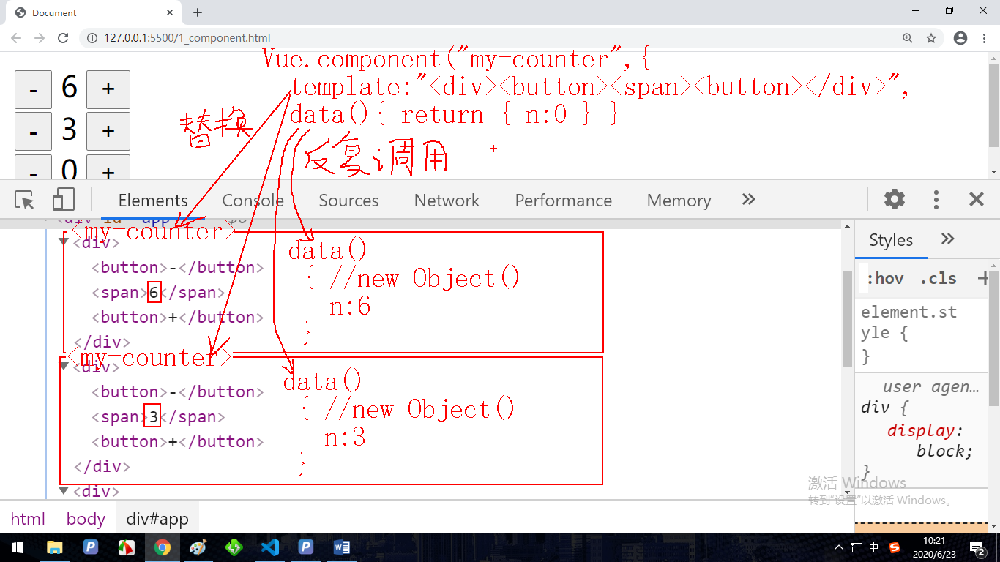 Document
127.0.0.1:5500/1_component.html
Vue.component("my-counter",{
template:"<div><button><span><button></div>",
data(){ return { n:0 } }
- 6 +
- 3 +
- 0 +
替换
反复调用
Elements Console Sources Network Performance Memory
<my-counter>
<div>
<button>-</button>
<span>6</span>
<button>+</button>
</div>
data()
{ //new Object()
n:6
}
<my-counter>
<div>
<button>-</button>
<span>3</span>
<button>+</button>
</div>
<div>
data()
{ //new Object()
n:3
}
Styles
:hov .cls +
element.st
yle {
}
user agen…
div {
display:
block;
}
激活 Windows
转到"设置"以激活 Windows。
html body div#app
中
10:21
2020/6/23
2